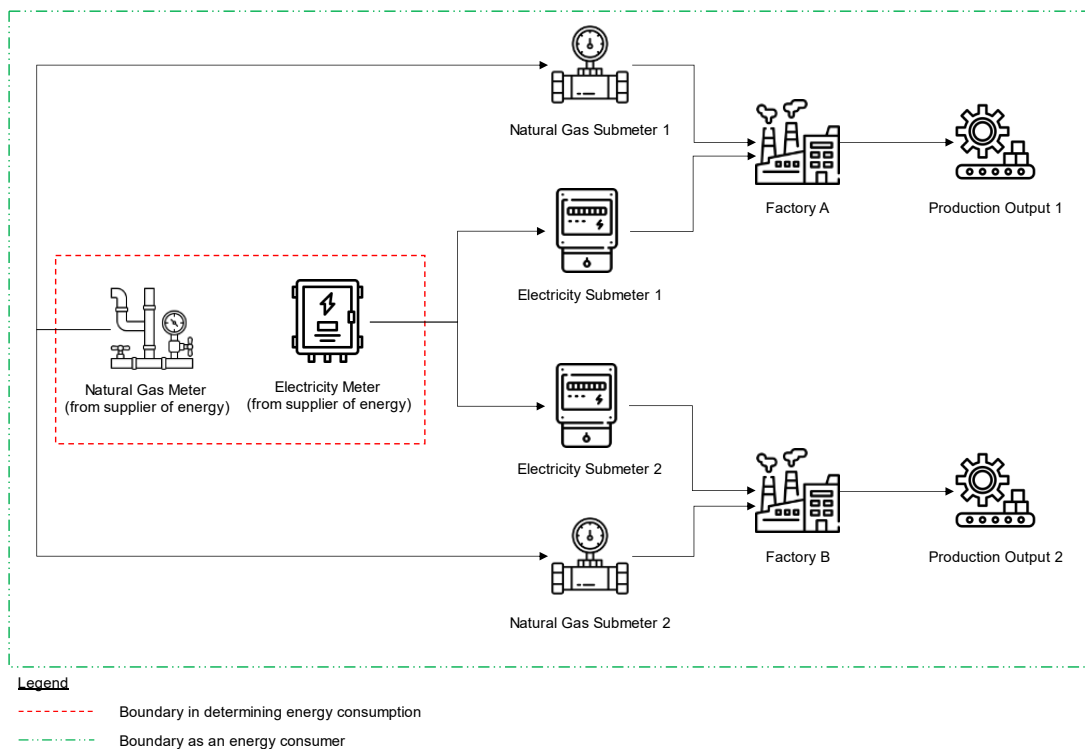 Natural Gas Submeter 1
Factory A
Production Output 1
Electricity Submeter 1
Natural Gas Meter
(from supplier of energy)
Electricity Meter
(from supplier of energy)
Electricity Submeter 2
Factory B
Production Output 2
Natural Gas Submeter 2
Legend
Boundary in determining energy consumption
Boundary as an energy consumer